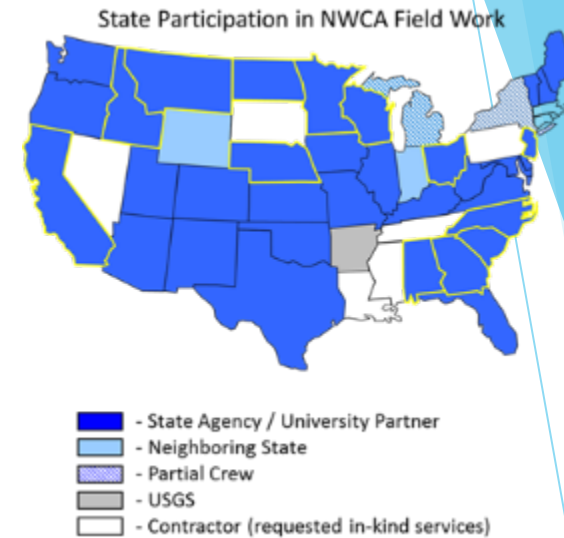 State Participation in NWCA Field Work
- State Agency / University Partner
- Neighboring State
- Partial Crew
- USGS
- Contractor (requested in-kind services)